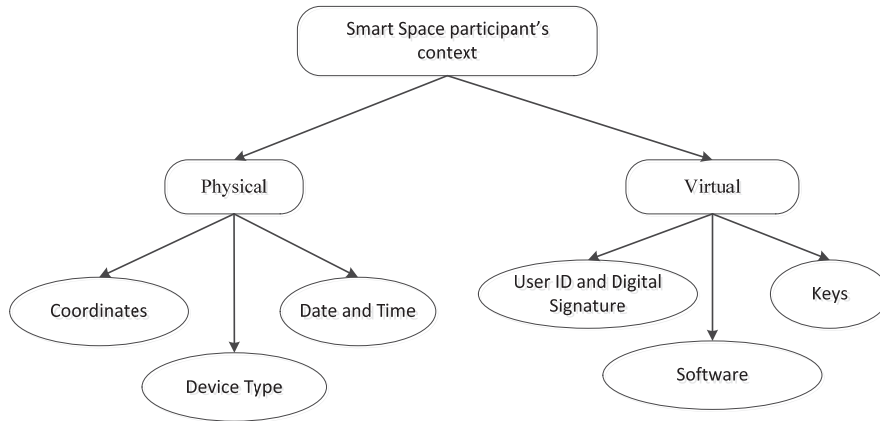 Smart Space participant's
context
Physical
Virtual
Coordinates
Date and Time
Device Type
User ID and Digital
Signature
Keys
Software